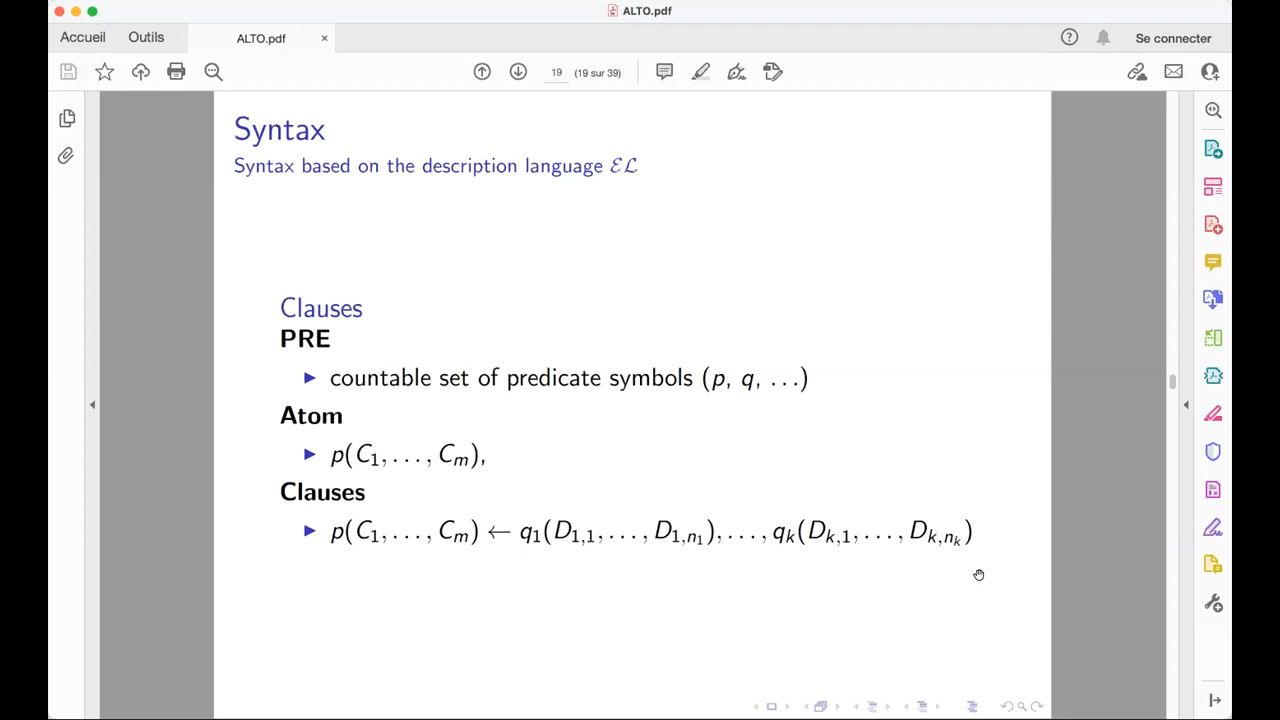 ALTO.pdf
Accueil Outils ALTO.pdf × Se connecter
19 (19 sur 39)
Syntax
Syntax based on the description language ℰℒ
Clauses
PRE
▶ countable set of predicate symbols (p, q, ...)
Atom
▶ p(C₁, ..., Cₘ),
Clauses
▶ p(C₁, ..., Cₘ) ← q₁(D₁,₁, ..., D₁,ₙ₁), ..., qₖ(Dₖ,₁, ..., Dₖ,ₙₖ)